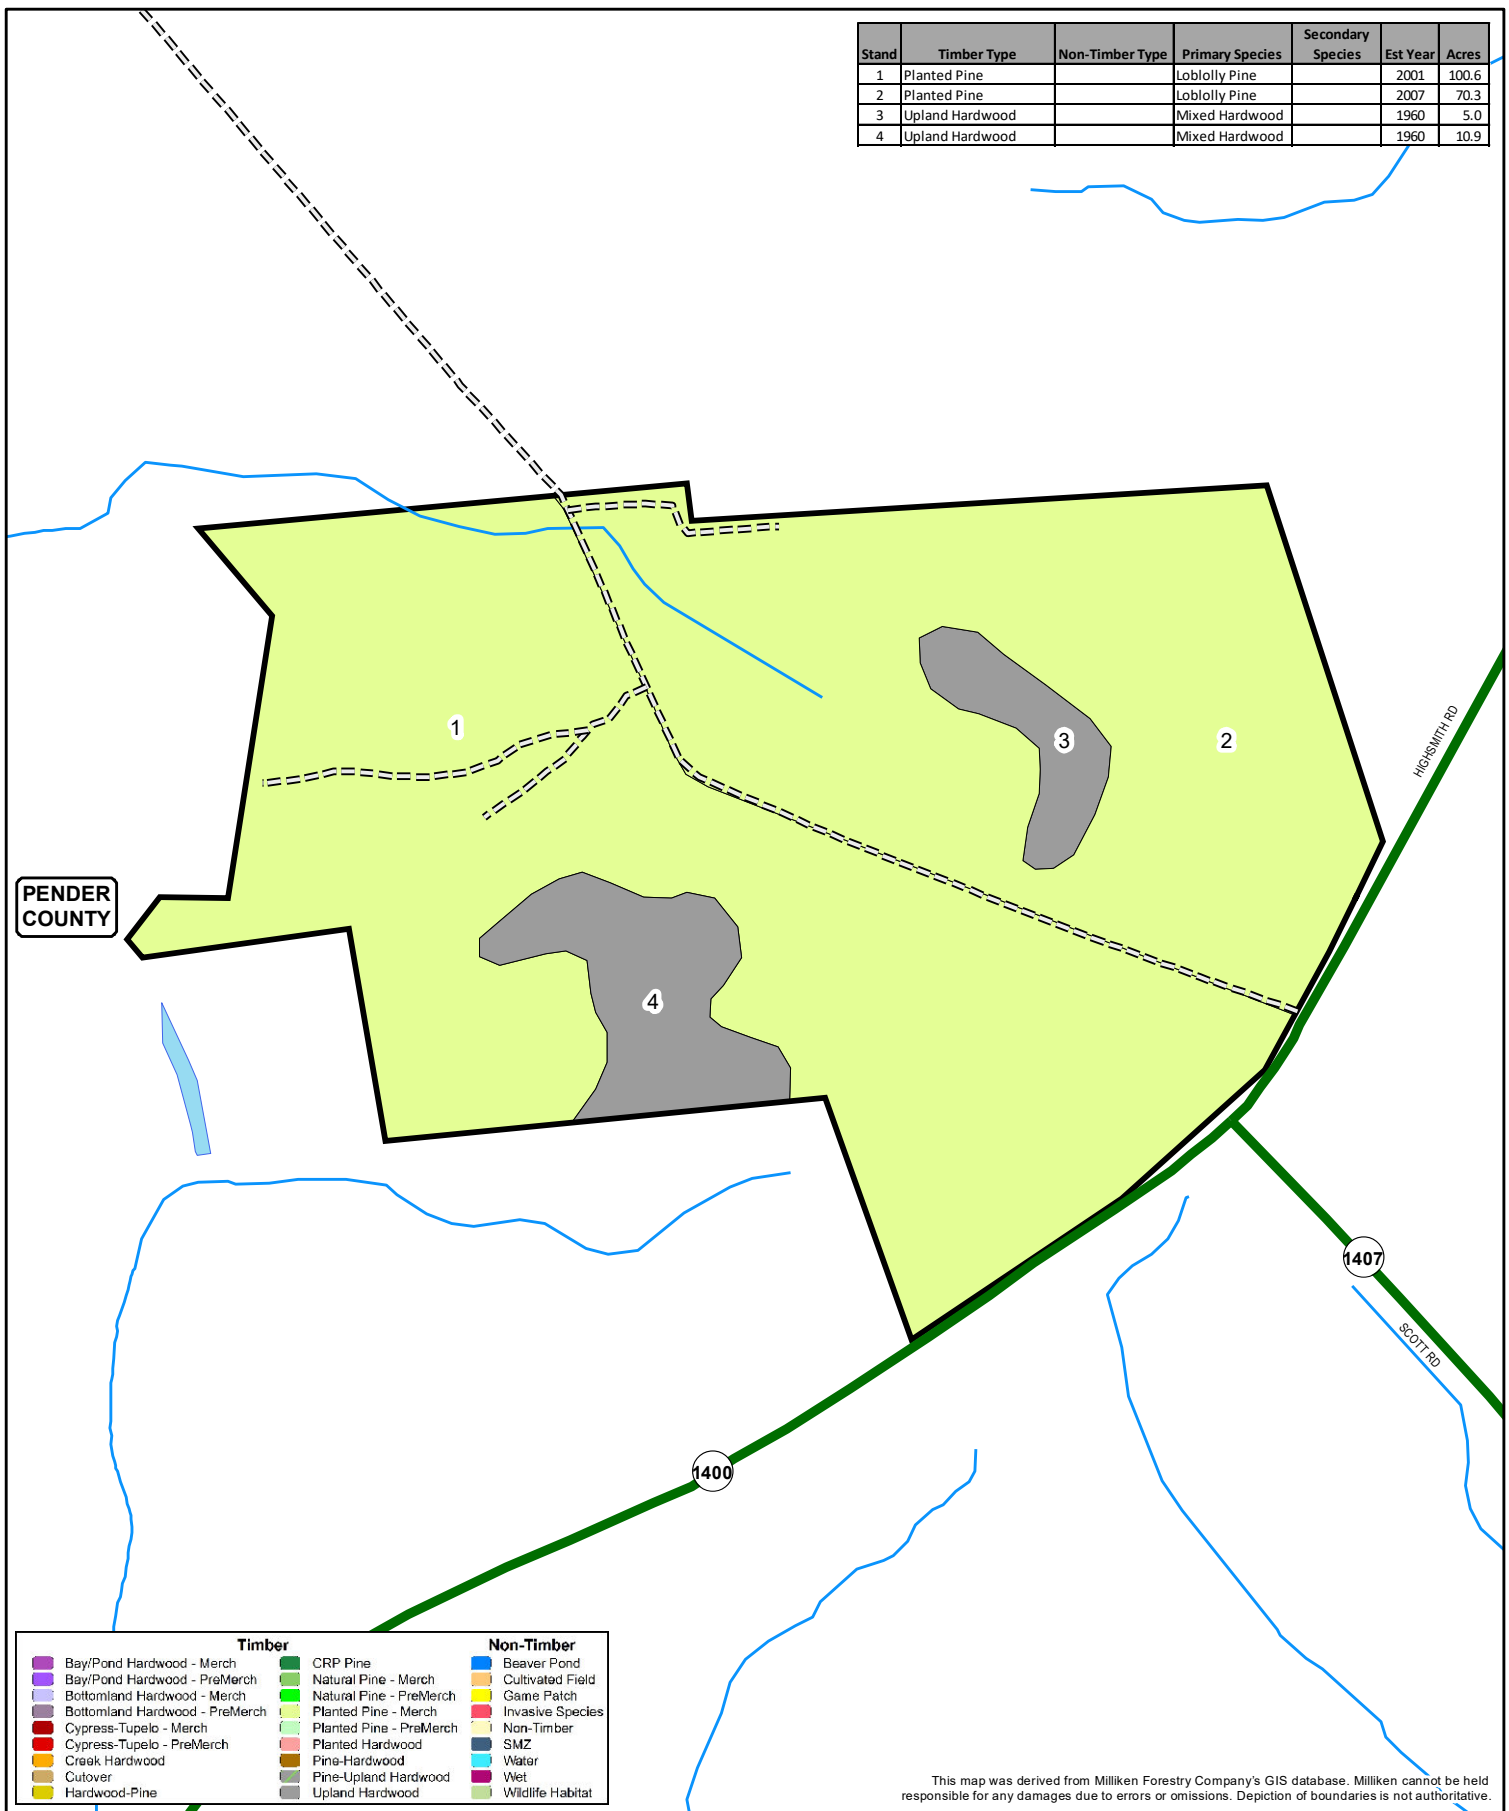 Secondary
Stand Timber Type Non-Timber Type Primary Species Species Est Year Acres
1 Planted Pine Loblolly Pine 2001 100.6
2 Planted Pine Loblolly Pine 2007 70.3
3 Upland Hardwood Mixed Hardwood 1960 5.0
4 Upland Hardwood Mixed Hardwood 1960 10.9
HIGHSMITH RD
1
3
2
PENDER
COUNTY
4
1407
SCOTT RD
1400
Timber Non-Timber
Bay/Pond Hardwood - Merch CRP Pine Beaver Pond
Bay/Pond Hardwood - PreMerch Natural Pine - Merch Cultivated Field
Bottomland Hardwood - Merch Natural Pine - PreMerch Game Patch
Bottomland Hardwood - PreMerch Planted Pine - Merch Invasive Species
Cypress-Tupelo - Merch Planted Pine - PreMerch Non-Timber
Cypress-Tupelo - PreMerch Planted Hardwood SMZ
Creek Hardwood Pine-Hardwood Water
Cutover Pine-Upland Hardwood Wet
Hardwood-Pine Upland Hardwood Wildlife Habitat
This map was derived from Milliken Forestry Company's GIS database. Milliken cannot be held
responsible for any damages due to errors or omissions. Depiction of boundaries is not authoritative.